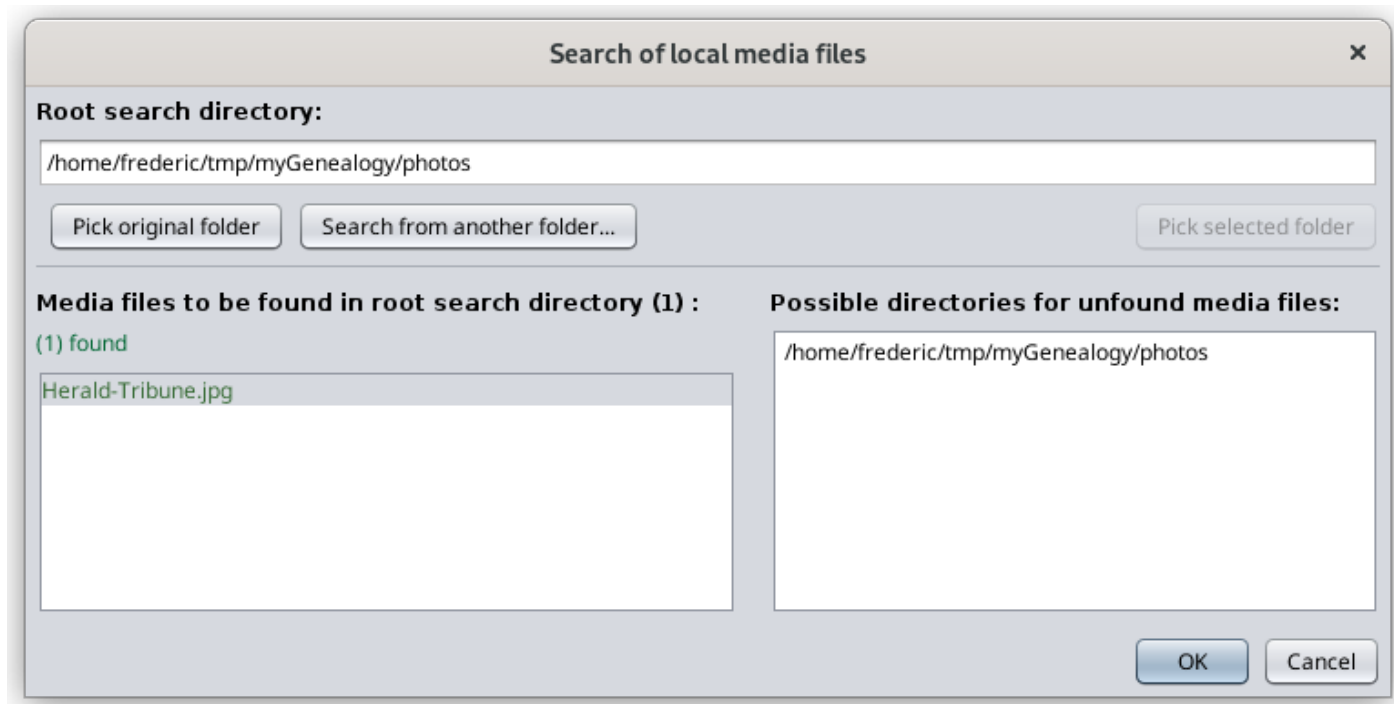 Search of local media files
×
Root search directory:
/home/frederic/tmp/myGenealogy/photos
Pick original folder
Search from another folder...
Pick selected folder
Media files to be found in root search directory (1) :
(1) found
Herald-Tribune.jpg
Possible directories for unfound media files:
/home/frederic/tmp/myGenealogy/photos
OK
Cancel